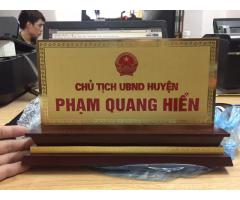 CHỦ TỊCH UBND HUYỆN
PHẠM QUANG HIỂN